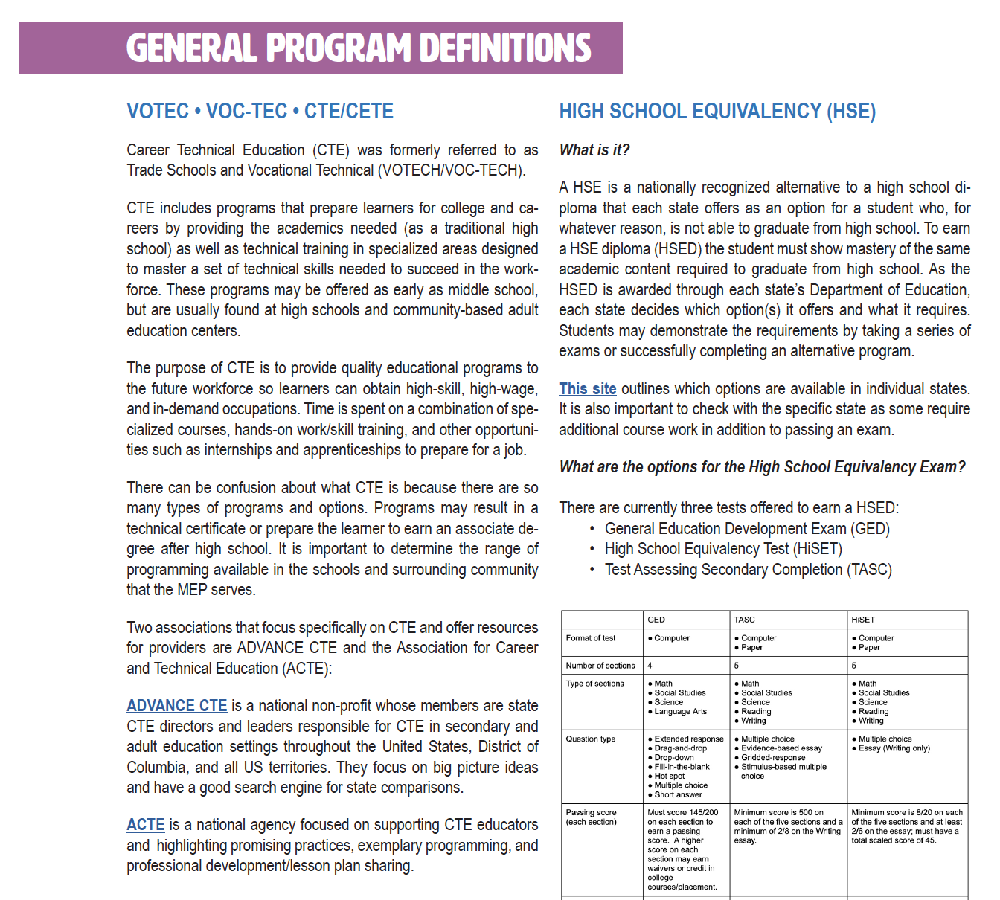 GENERAL PROGRAM DEFINITIONS
VOTEC • VOC-TEC • CTE/CETE
Career Technical Education (CTE) was formerly referred to as
Trade Schools and Vocational Technical (VOTECH/VOC-TECH).
CTE includes programs that prepare learners for college and ca-
reers by providing the academics needed (as a traditional high
school) as well as technical training in specialized areas designed
to master a set of technical skills needed to succeed in the work-
force. These programs may be offered as early as middle school,
but are usually found at high schools and community-based adult
education centers.
The purpose of CTE is to provide quality educational programs to
the future workforce so learners can obtain high-skill, high-wage,
and in-demand occupations. Time is spent on a combination of spe-
cialized courses, hands-on work/skill training, and other opportuni-
ties such as internships and apprenticeships to prepare for a job.
There can be confusion about what CTE is because there are so
many types of programs and options. Programs may result in a
technical certificate or prepare the learner to earn an associate de-
gree after high school. It is important to determine the range of
programming available in the schools and surrounding community
that the MEP serves.
Two associations that focus specifically on CTE and offer resources
for providers are ADVANCE CTE and the Association for Career
and Technical Education (ACTE):
ADVANCE CTE is a national non-profit whose members are state
CTE directors and leaders responsible for CTE in secondary and
adult education settings throughout the United States, District of
Columbia, and all US territories. They focus on big picture ideas
and have a good search engine for state comparisons.
ACTE is a national agency focused on supporting CTE educators
and highlighting promising practices, exemplary programming, and
professional development/lesson plan sharing.
HIGH SCHOOL EQUIVALENCY (HSE)
What is it?
A HSE is a nationally recognized alternative to a high school di-
ploma that each state offers as an option for a student who, for
whatever reason, is not able to graduate from high school. To earn
a HSE diploma (HSED) the student must show mastery of the same
academic content required to graduate from high school. As the
HSED is awarded through each state's Department of Education,
each state decides which option(s) it offers and what it requires.
Students may demonstrate the requirements by taking a series of
exams or successfully completing an alternative program.
This site outlines which options are available in individual states.
It is also important to check with the specific state as some require
additional course work in addition to passing an exam.
What are the options for the High School Equivalency Exam?
There are currently three tests offered to earn a HSED:
• General Education Development Exam (GED)
• High School Equivalency Test (HiSET)
• Test Assessing Secondary Completion (TASC)
GED TASC HiSET
Format of test
• Computer
• Computer
• Paper
• Computer
• Paper
Number of sections 4 5 5
Type of sections
• Math
• Social Studies
• Science
• Language Arts
• Math
• Social Studies
• Science
• Reading
• Writing
• Math
• Social Studies
• Science
• Reading
• Writing
Question type
• Extended response
• Drag-and-drop
• Drop-down
• Fill-in-the-blank
• Hot spot
• Multiple choice
• Short answer
• Multiple choice
• Evidence-based essay
• Gridded-response
• Stimulus-based multiple
choice
• Multiple choice
• Essay (Writing only)
Passing score
(each section)
Must score 145/200
on each section to
earn a passing
score. A higher
score on each
section may earn
waivers or credit in
college
courses/placement.
Minimum score is 500 on
each of the five sections and a
minimum of 2/8 on the Writing
essay.
Minimum score is 8/20 on each
of the five sections and at least
2/6 on the essay; must have a
total scaled score of 45.